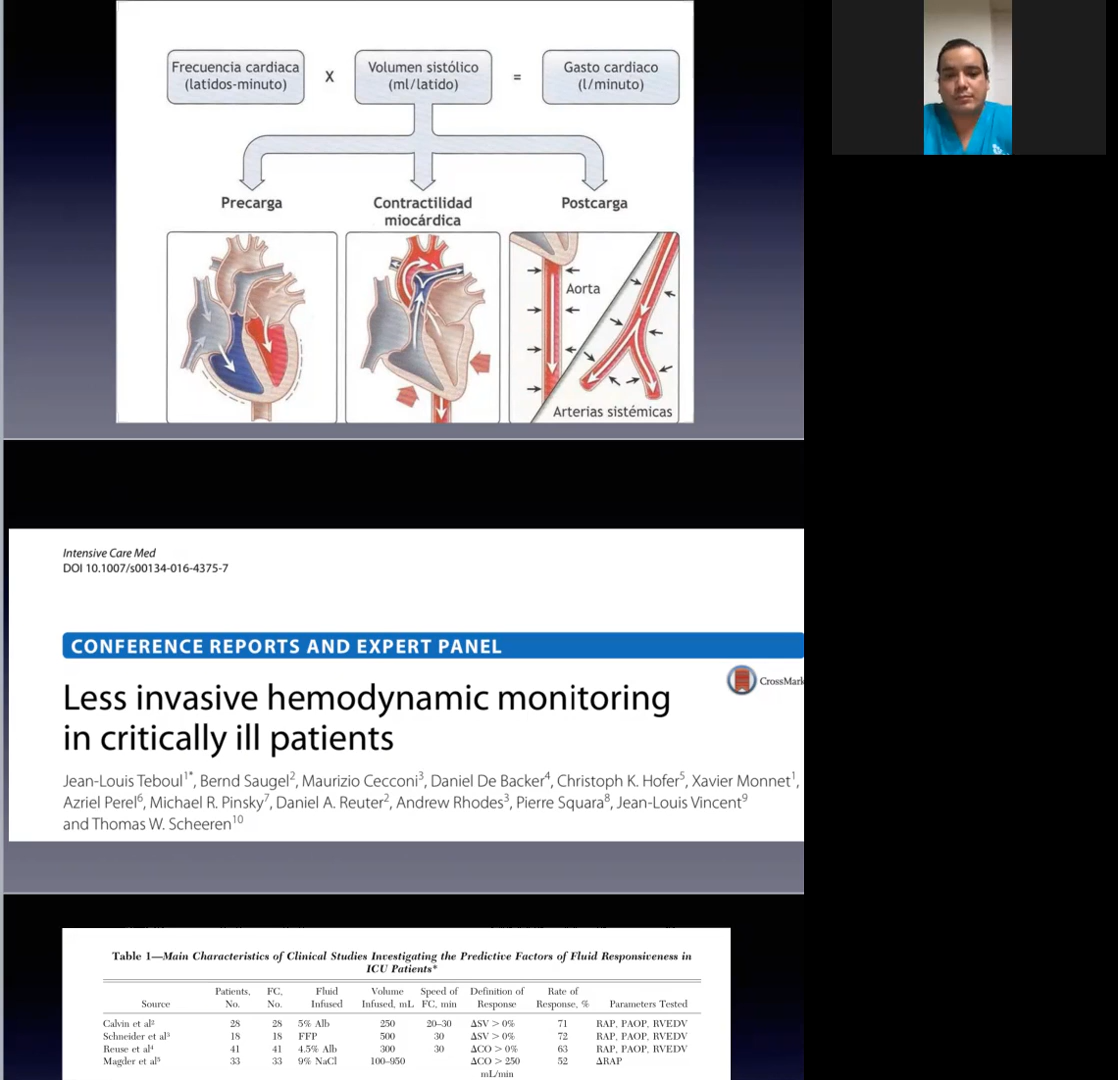 Frecuencia cardiaca
(latidos-minuto)
X
Volumen sistólico
(ml/latido)
=
Gasto cardiaco
(l/minuto)
Precarga
Contractilidad
miocárdica
Postcarga
Aorta
Arterias sistémicas
Intensive Care Med
DOI 10.1007/s00134-016-4375-7
CONFERENCE REPORTS AND EXPERT PANEL
CrossMark
Less invasive hemodynamic monitoring
in critically ill patients
Jean-Louis Teboul1*, Bernd Saugel2, Maurizio Cecconi3, Daniel De Backer4, Christoph K. Hofer5, Xavier Monnet1,
Azriel Perel6, Michael R. Pinsky7, Daniel A. Reuter2, Andrew Rhodes3, Pierre Squara8, Jean-Louis Vincent9
and Thomas W. Scheeren10
Table 1—Main Characteristics of Clinical Studies Investigating the Predictive Factors of Fluid Responsiveness in
ICU Patients*
Patients, FC, Fluid Volume Speed of Definition of Rate of
Source No. No. Infused Infused, mL FC, min Response Response, % Parameters Tested
Calvin et al2 28 28 5% Alb 250 20–30 ΔSV > 0% 71 RAP, PAOP, RVEDV
Schneider et al3 18 18 FFP 500 30 ΔSV > 0% 72 RAP, PAOP, RVEDV
Reuse et al4 41 41 4.5% Alb 300 30 ΔCO > 0% 63 RAP, PAOP, RVEDV
Magder et al5 33 33 9% NaCl 100–950 ΔCO > 250 52 ΔRAP
mL/min